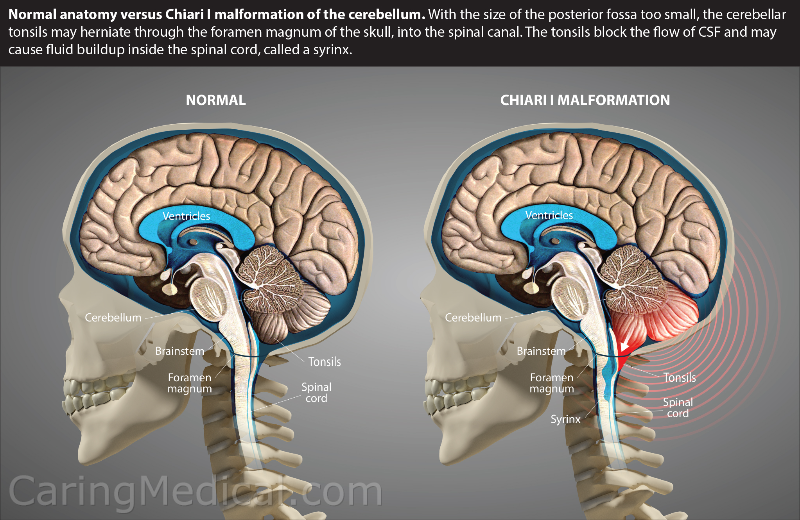 Normal anatomy versus Chiari I malformation of the cerebellum. With the size of the posterior fossa too small, the cerebellar
tonsils may herniate through the foramen magnum of the skull, into the spinal canal. The tonsils block the flow of CSF and may
cause fluid buildup inside the spinal cord, called a syrinx.
NORMAL
Ventricles
Cerebellum
Brainstem
Tonsils
Foramen
magnum
Spinal
cord
CHIARI I MALFORMATION
Ventricles
Cerebellum
Brainstem
Tonsils
Foramen
magnum
Spinal
cord
Syrinx
CaringMedical.com